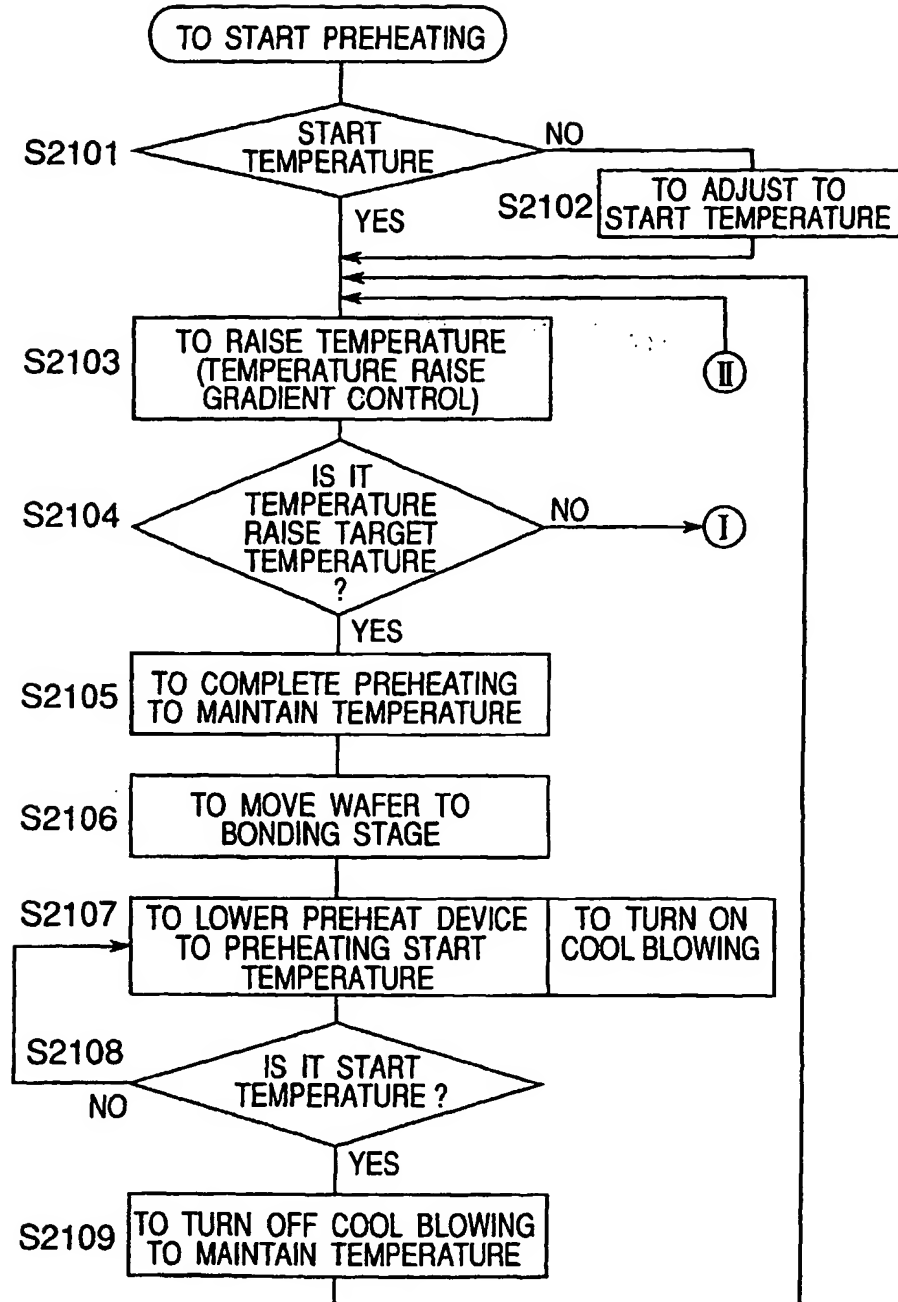 TO START PREHEATING
S2101
START
TEMPERATURE
NO
YES
S2102
TO ADJUST TO
START TEMPERATURE
S2103
TO RAISE TEMPERATURE
(TEMPERATURE RAISE
GRADIENT CONTROL)
II
S2104
IS IT
TEMPERATURE
RAISE TARGET
TEMPERATURE
?
NO
I
YES
S2105
TO COMPLETE PREHEATING
TO MAINTAIN TEMPERATURE
S2106
TO MOVE WAFER TO
BONDING STAGE
S2107
TO LOWER PREHEAT DEVICE
TO PREHEATING START
TEMPERATURE
TO TURN ON
COOL BLOWING
S2108
IS IT START
TEMPERATURE ?
NO
YES
S2109
TO TURN OFF COOL BLOWING
TO MAINTAIN TEMPERATURE